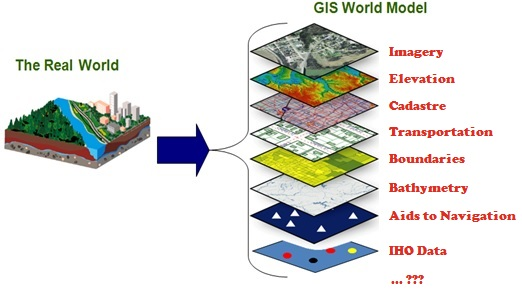 GIS World Model
The Real World
Imagery
Elevation
Cadastre
Transportation
Boundaries
Bathymetry
Aids to Navigation
IHO Data
... ???